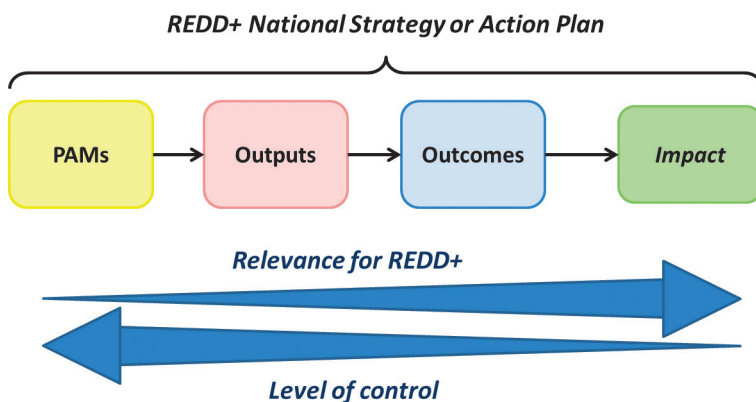 REDD+ National Strategy or Action Plan
PAMs
Outputs
Outcomes
Impact
Relevance for REDD+
Level of control